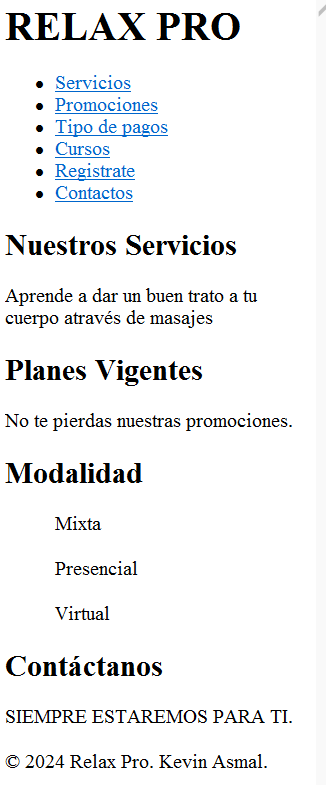 RELAX PRO
Servicios
Promociones
Tipo de pagos
Cursos
Registrate
Contactos
Nuestros Servicios
Aprende a dar un buen trato a tu
cuerpo através de masajes
Planes Vigentes
No te pierdas nuestras promociones.
Modalidad
Mixta
Presencial
Virtual
Contáctanos
SIEMPRE ESTAREMOS PARA TI.
© 2024 Relax Pro. Kevin Asmal.